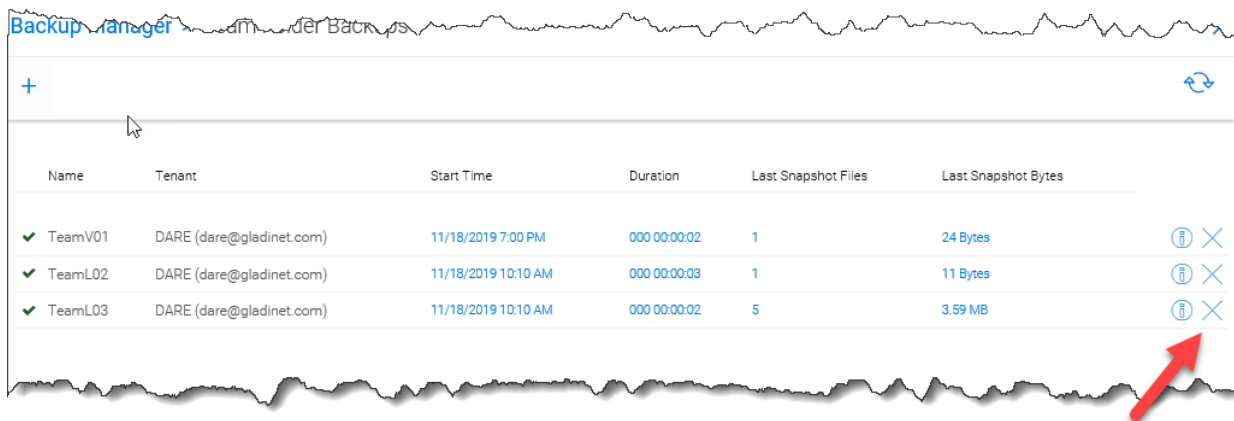 Backup Manager
Backups
+
Name Tenant Start Time Duration Last Snapshot Files Last Snapshot Bytes
TeamV01 DARE (dare@gladinet.com) 11/18/2019 7:00 PM 000 00:00:02 1 24 Bytes
TeamL02 DARE (dare@gladinet.com) 11/18/2019 10:10 AM 000 00:00:03 1 11 Bytes
TeamL03 DARE (dare@gladinet.com) 11/18/2019 10:10 AM 000 00:00:02 5 3.59 MB